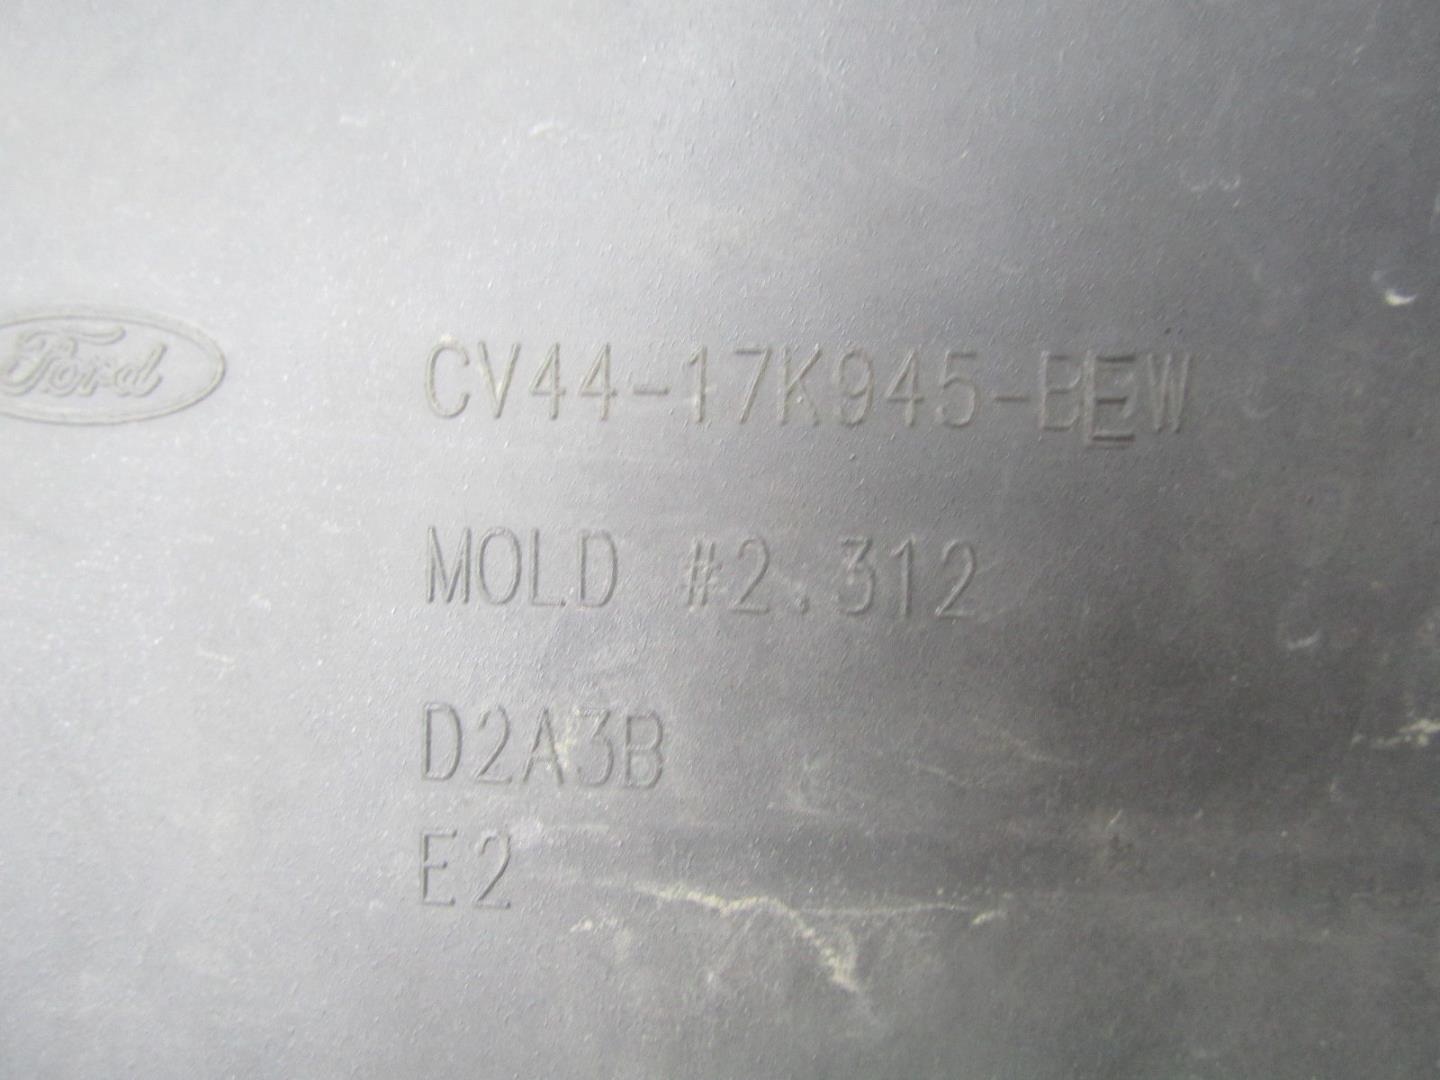 Ford
CV44-17K945-BEW
MOLD #2.312
D2A3B
E2